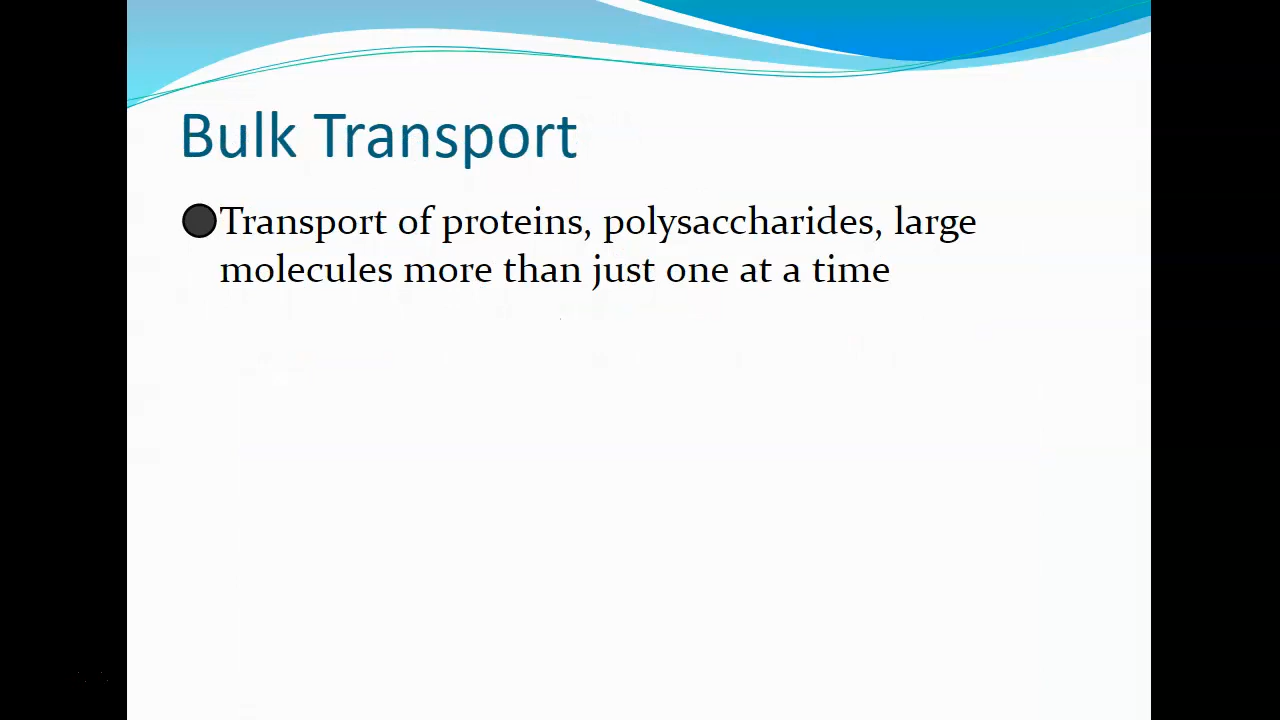 Bulk Transport
Transport of proteins, polysaccharides, large
molecules more than just one at a time